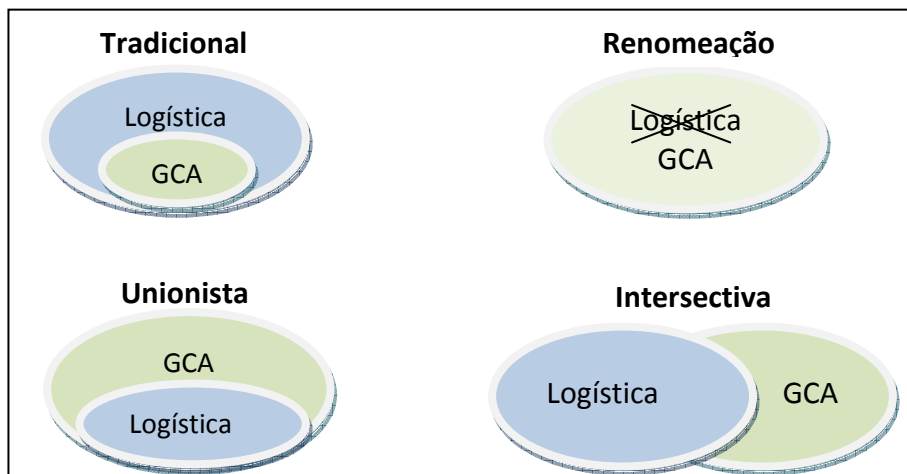 Tradicional
Logística
GCA
Renomeação
Logística
GCA
Unionista
GCA
Logística
Intersectiva
Logística
GCA